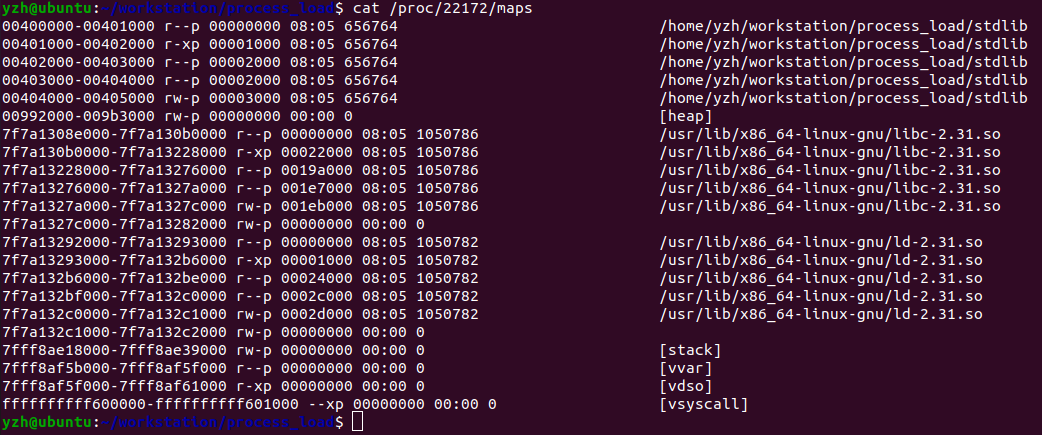 yzh@ubuntu:~/workstation/process_load$ cat /proc/22172/maps
00400000-00401000 r--p 00000000 08:05 656764 /home/yzh/workstation/process_load/stdlib
00401000-00402000 r-xp 00001000 08:05 656764 /home/yzh/workstation/process_load/stdlib
00402000-00403000 r--p 00002000 08:05 656764 /home/yzh/workstation/process_load/stdlib
00403000-00404000 r--p 00002000 08:05 656764 /home/yzh/workstation/process_load/stdlib
00404000-00405000 rw-p 00003000 08:05 656764 /home/yzh/workstation/process_load/stdlib
00992000-009b3000 rw-p 00000000 00:00 0 [heap]
7f7a1308e000-7f7a130b0000 r--p 00000000 08:05 1050786 /usr/lib/x86_64-linux-gnu/libc-2.31.so
7f7a130b0000-7f7a13228000 r-xp 00022000 08:05 1050786 /usr/lib/x86_64-linux-gnu/libc-2.31.so
7f7a13228000-7f7a13276000 r--p 0019a000 08:05 1050786 /usr/lib/x86_64-linux-gnu/libc-2.31.so
7f7a13276000-7f7a1327a000 r--p 001e7000 08:05 1050786 /usr/lib/x86_64-linux-gnu/libc-2.31.so
7f7a1327a000-7f7a1327c000 rw-p 001eb000 08:05 1050786 /usr/lib/x86_64-linux-gnu/libc-2.31.so
7f7a1327c000-7f7a13282000 rw-p 00000000 00:00 0
7f7a13292000-7f7a13293000 r--p 00000000 08:05 1050782 /usr/lib/x86_64-linux-gnu/ld-2.31.so
7f7a13293000-7f7a132b6000 r-xp 00001000 08:05 1050782 /usr/lib/x86_64-linux-gnu/ld-2.31.so
7f7a132b6000-7f7a132be000 r--p 00024000 08:05 1050782 /usr/lib/x86_64-linux-gnu/ld-2.31.so
7f7a132bf000-7f7a132c0000 r--p 0002c000 08:05 1050782 /usr/lib/x86_64-linux-gnu/ld-2.31.so
7f7a132c0000-7f7a132c1000 rw-p 0002d000 08:05 1050782 /usr/lib/x86_64-linux-gnu/ld-2.31.so
7f7a132c1000-7f7a132c2000 rw-p 00000000 00:00 0
7fff8ae18000-7fff8ae39000 rw-p 00000000 00:00 0 [stack]
7fff8af5b000-7fff8af5f000 r--p 00000000 00:00 0 [vvar]
7fff8af5f000-7fff8af61000 r-xp 00000000 00:00 0 [vdso]
ffffffffff600000-ffffffffff601000 --xp 00000000 00:00 0 [vsyscall]
yzh@ubuntu:~/workstation/process_load$